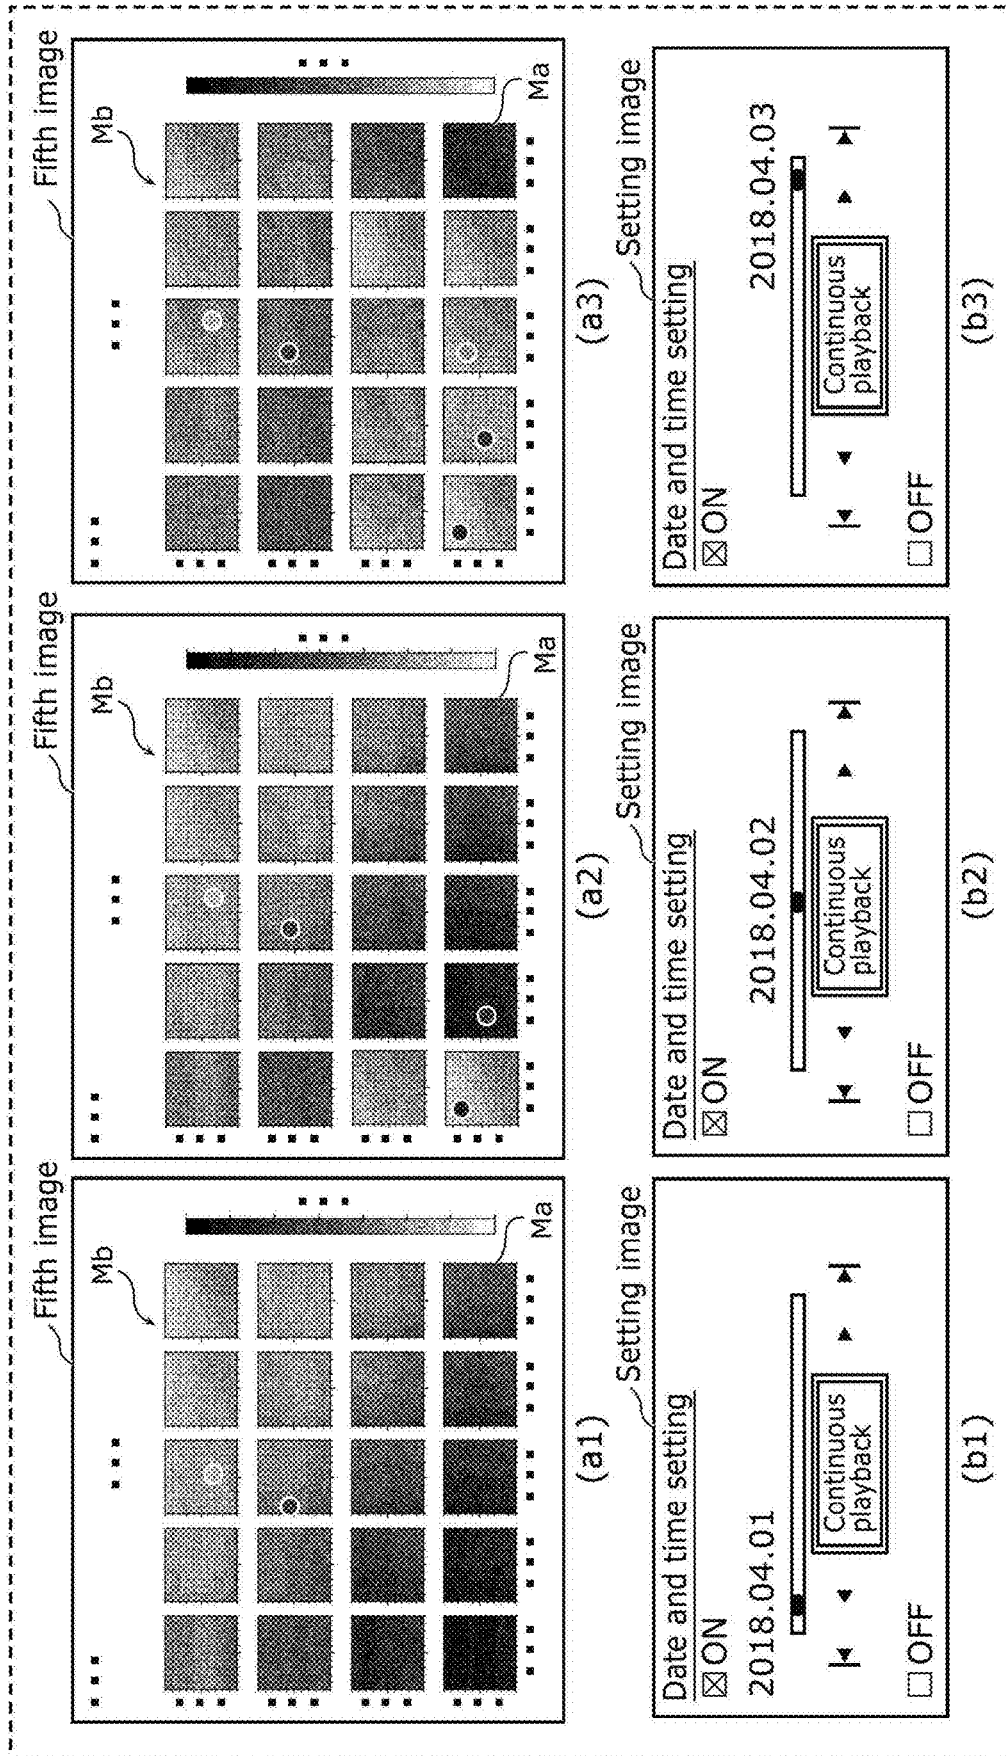 Fifth image
Mb
Ma
(a1)
Fifth image
Mb
Ma
(a2)
Fifth image
Mb
Ma
(a3)
Setting image
Date and time setting
☒ON
2018.04.01
Continuous
playback
☐OFF
(b1)
Setting image
Date and time setting
☒ON
2018.04.02
Continuous
playback
☐OFF
(b2)
Setting image
Date and time setting
☒ON
2018.04.03
Continuous
playback
☐OFF
(b3)